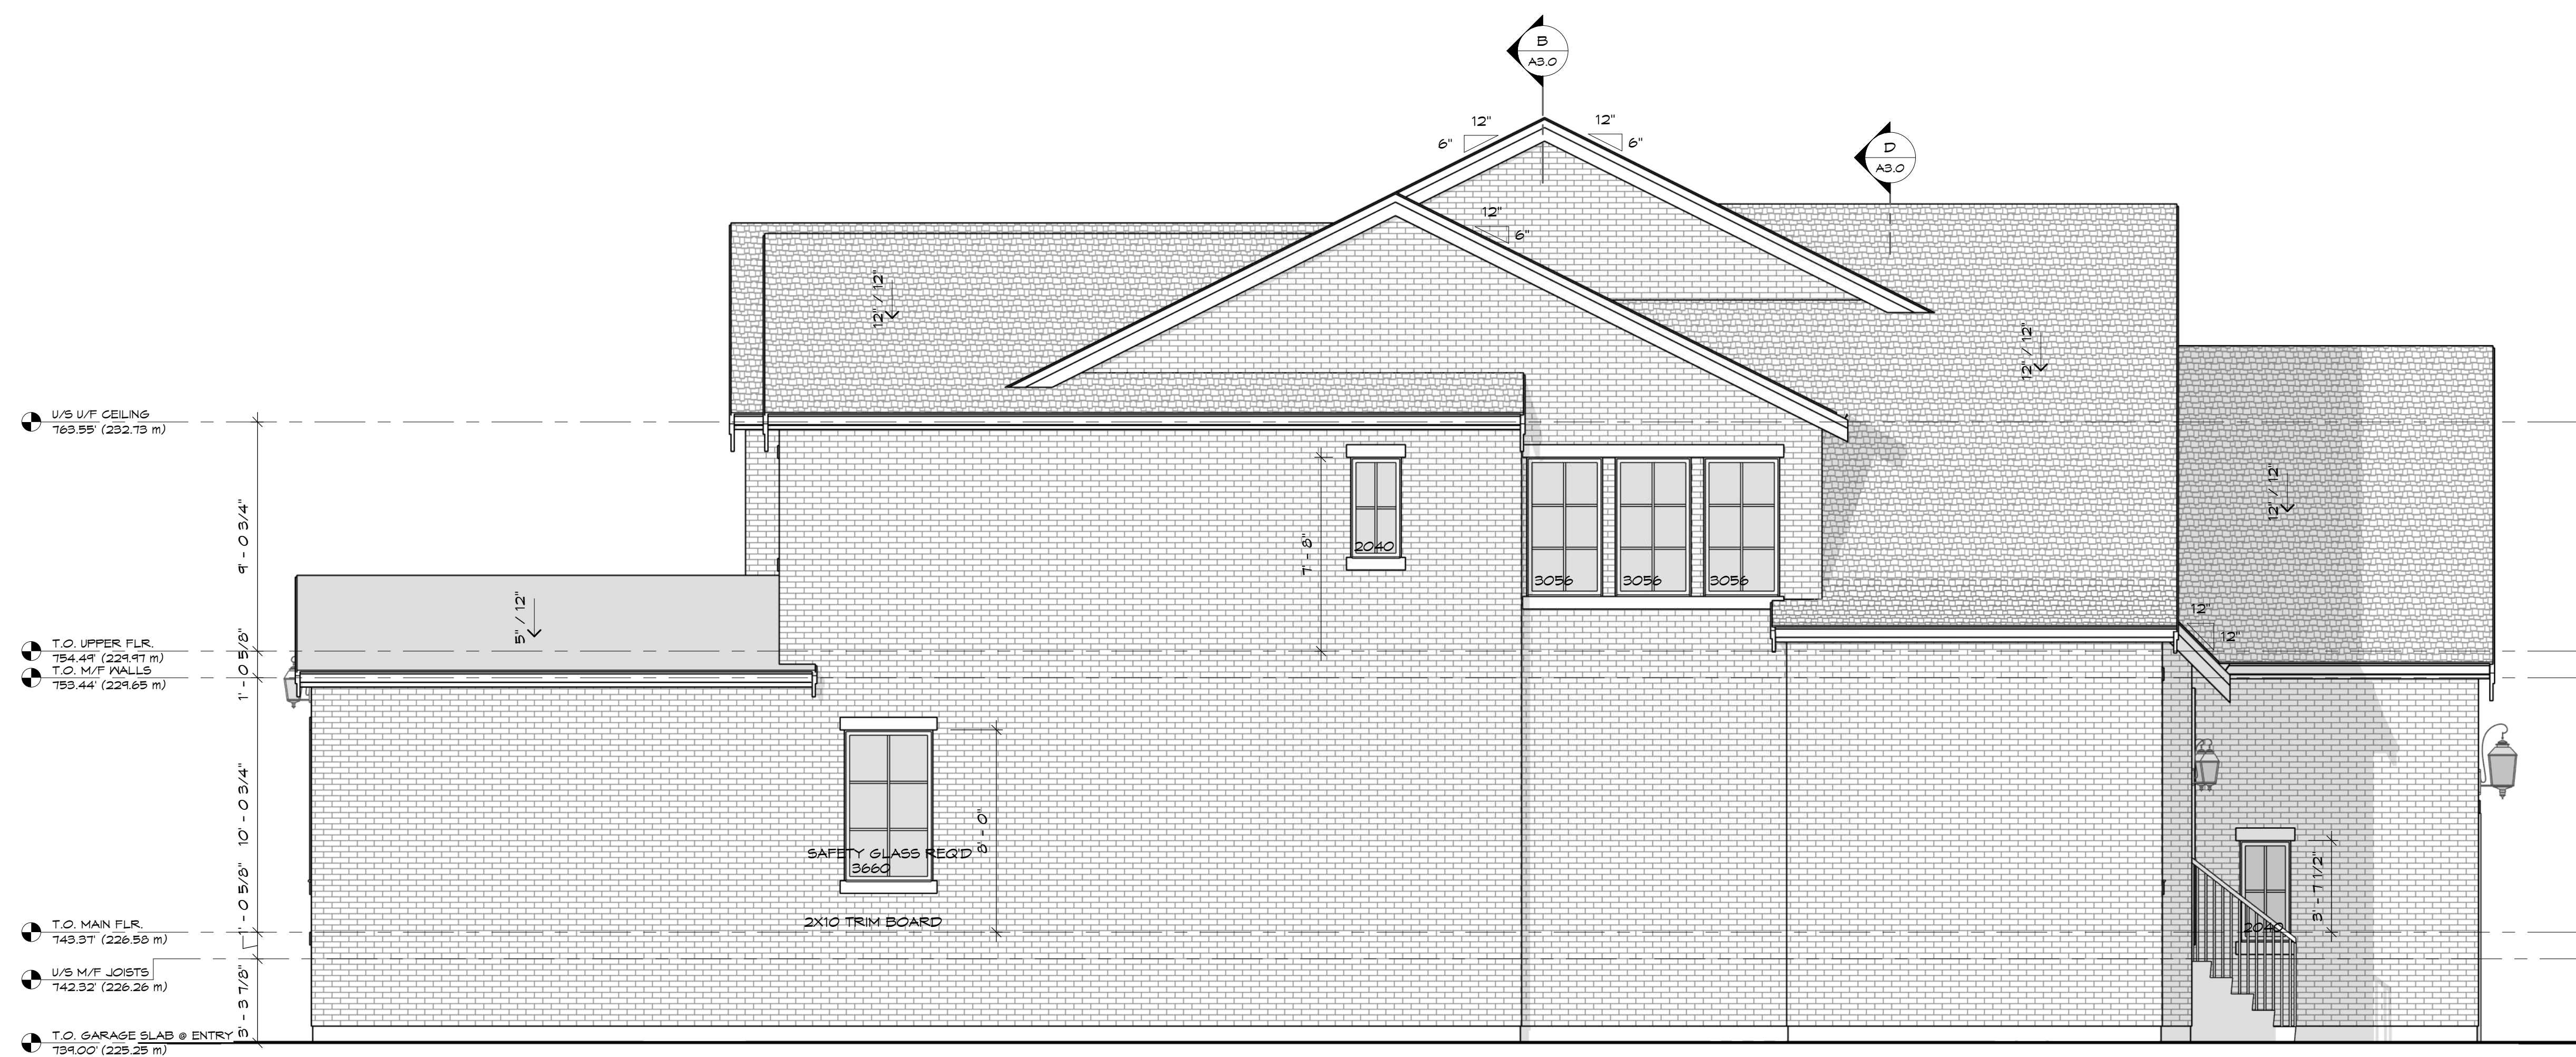 B
A3.0
12"
6"
12"
6"
D
A3.0
12"
6"
12" / 12"
12" / 12"
U/S U/F CEILING
763.55' (232.73 m)
9' - 0 3/4"
7' - 8"
2040
3056
3056
3056
12" / 12"
5" / 12"
12"
12"
T.O. UPPER FLR.
754.49' (229.97 m)
T.O. M/F WALLS
753.44' (229.65 m)
1' - 0 5/8"
10' - 0 3/4"
8' - 0"
SAFETY GLASS REQ'D
3660
2X10 TRIM BOARD
3' - 7 1/2"
2040
T.O. MAIN FLR.
743.37' (226.58 m)
1' - 0 5/8"
U/S M/F JOISTS
742.32' (226.26 m)
3' - 3 7/8"
T.O. GARAGE SLAB @ ENTRY
739.00' (225.25 m)